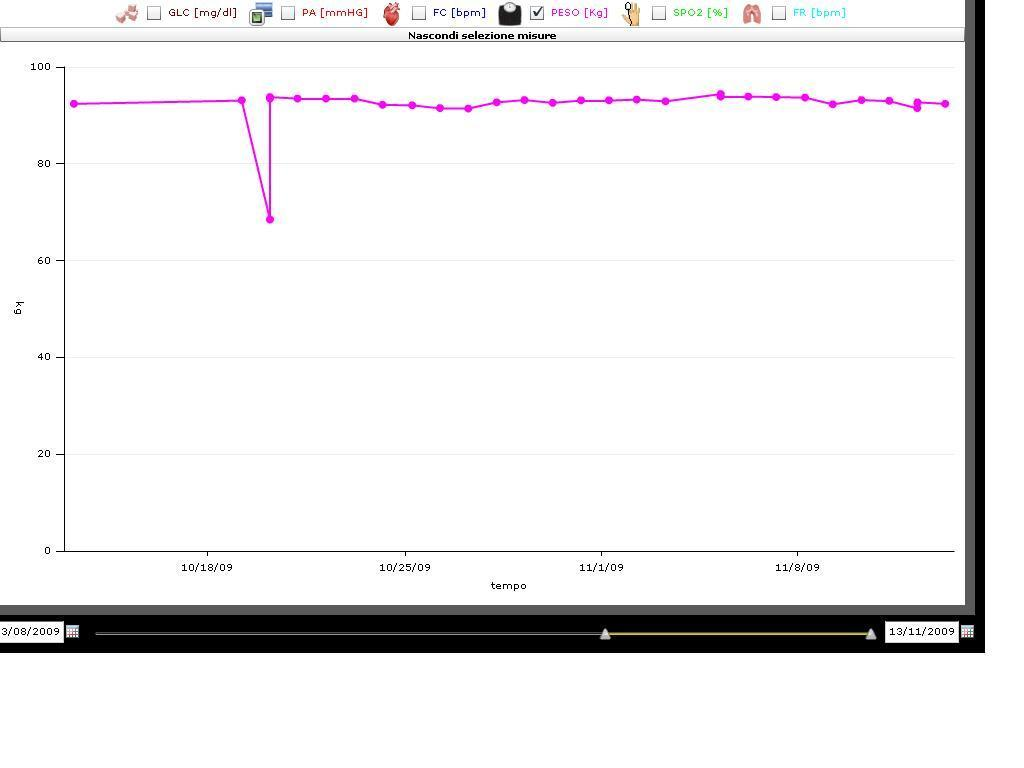 GLC [mg/dl] PA [mmHG] FC [bpm] PESO [Kg] SPO2 [%] FR [bpm]
Nascondi selezione misure
100
80
60
kg
40
20
0
10/18/09 10/25/09 11/1/09 11/8/09
tempo
3/08/2009 13/11/2009